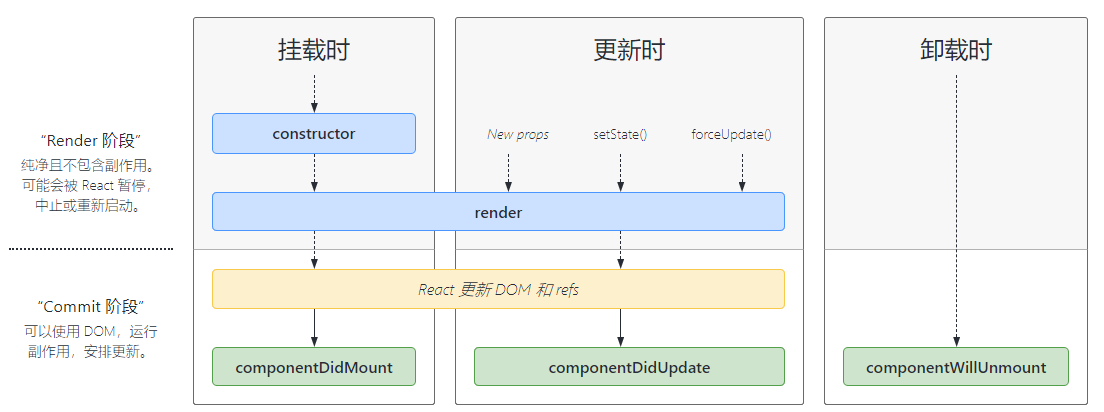 挂载时
更新时
卸载时
“Render 阶段”
纯净且不包含副作用。
可能会被 React 暂停，
中止或重新启动。
constructor
New props
setState()
forceUpdate()
render
“Commit 阶段”
可以使用 DOM，运行
副作用，安排更新。
React 更新 DOM 和 refs
componentDidMount
componentDidUpdate
componentWillUnmount